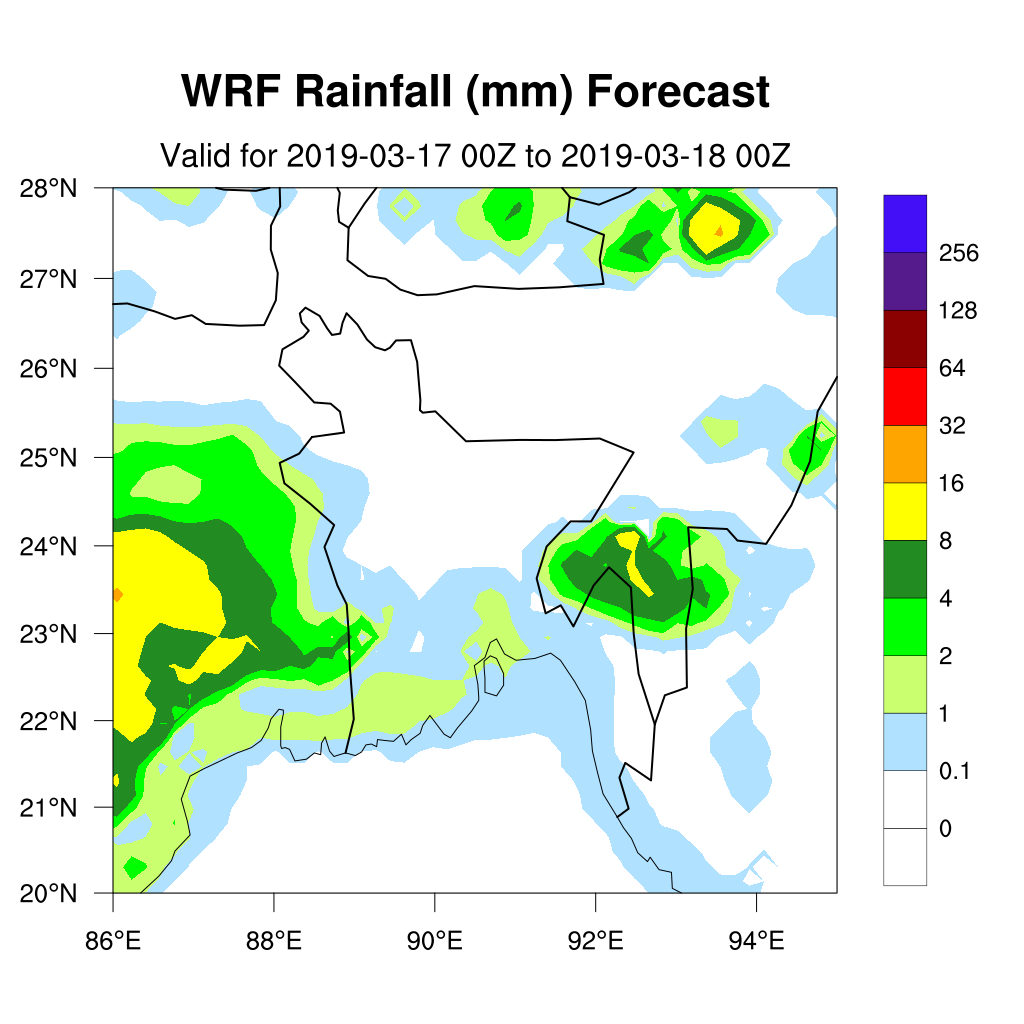 WRF Rainfall (mm) Forecast
Valid for 2019-03-17 00Z to 2019-03-18 00Z
28°N
27°N
26°N
25°N
24°N
23°N
22°N
21°N
20°N
86°E 88°E 90°E 92°E 94°E
256
128
64
32
16
8
4
2
1
0.1
0